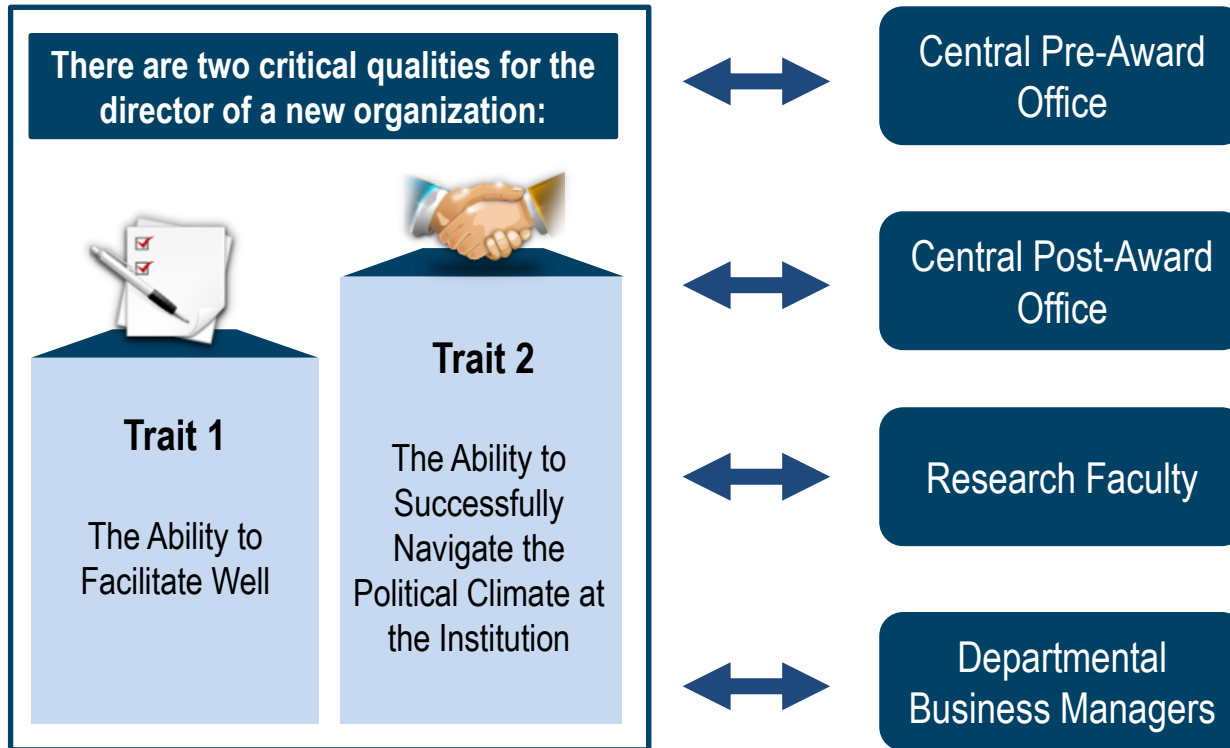 There are two critical qualities for the
director of a new organization:
Trait 1
The Ability to
Facilitate Well
Trait 2
The Ability to
Successfully
Navigate the
Political Climate at
the Institution
Central Pre-Award
Office
Central Post-Award
Office
Research Faculty
Departmental
Business Managers